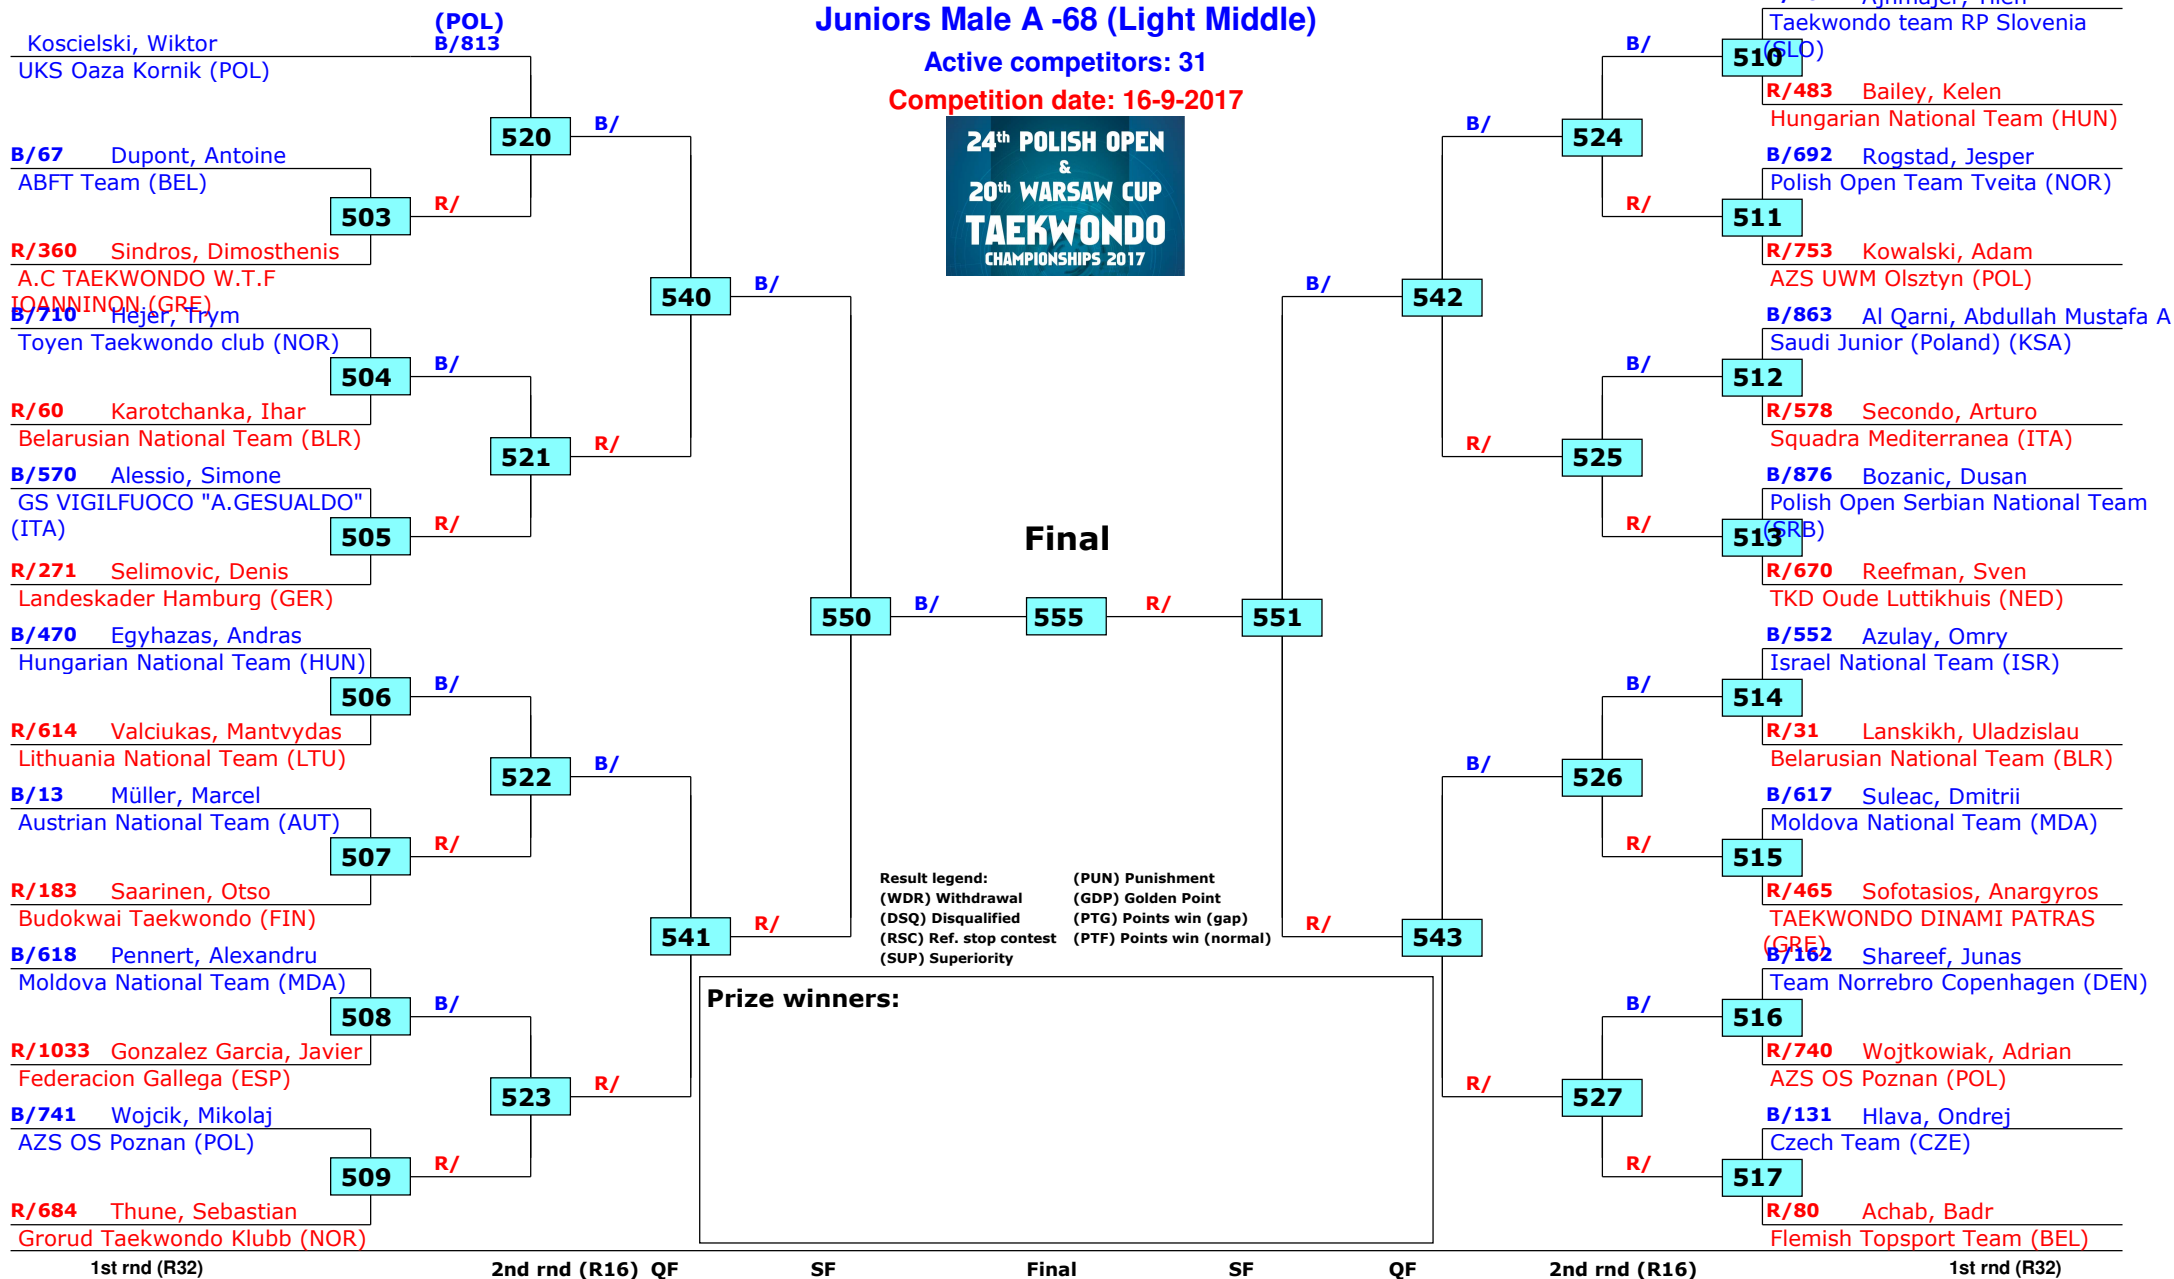 Juniors Male A -68 (Light Middle)
Active competitors: 31
Competition date: 16-9-2017
24th POLISH OPEN
&
20th WARSAW CUP
TAEKWONDO
CHAMPIONSHIPS 2017
(POL)
Koscielski, Wiktor B/813
UKS Oaza Kornik (POL)
520
B/67 Dupont, Antoine
ABFT Team (BEL)
503
R/360 Sindros, Dimosthenis
A.C TAEKWONDO W.T.F
IOANNINON (GRE)
B/710 Hejer, Trym
Toyen Taekwondo club (NOR)
504
R/60 Karotchanka, Ihar
Belarusian National Team (BLR)
521
B/570 Alessio, Simone
GS VIGILFUOCO "A.GESUALDO"
(ITA)
505
R/271 Selimovic, Denis
Landeskader Hamburg (GER)
B/470 Egyhazas, Andras
Hungarian National Team (HUN)
506
R/614 Valciukas, Mantvydas
Lithuania National Team (LTU)
522
B/13 Müller, Marcel
Austrian National Team (AUT)
507
R/183 Saarinen, Otso
Budokwai Taekwondo (FIN)
B/618 Pennert, Alexandru
Moldova National Team (MDA)
508
R/1033 Gonzalez Garcia, Javier
Federacion Gallega (ESP)
523
B/741 Wojcik, Mikolaj
AZS OS Poznan (POL)
509
R/684 Thune, Sebastian
Grorud Taekwondo Klubb (NOR)
R/
B/
R/
B/
R/
B/
R/
B/
R/
B/
R/
540
B/
541
R/
550
B/
Final
555
R/
551
B/
542
R/
543
B/
524
R/
525
B/
526
R/
527
B/
R/
B/
R/
B/
R/
B/
R/
Taekwondo team RP Slovenia
(SLO)
510
R/483 Bailey, Kelen
Hungarian National Team (HUN)
B/692 Rogstad, Jesper
Polish Open Team Tveita (NOR)
511
R/753 Kowalski, Adam
AZS UWM Olsztyn (POL)
B/863 Al Qarni, Abdullah Mustafa A
Saudi Junior (Poland) (KSA)
512
R/578 Secondo, Arturo
Squadra Mediterranea (ITA)
B/876 Bozanic, Dusan
Polish Open Serbian National Team
(SRB)
513
R/670 Reefman, Sven
TKD Oude Luttikhuis (NED)
B/552 Azulay, Omry
Israel National Team (ISR)
514
R/31 Lanskikh, Uladzislau
Belarusian National Team (BLR)
B/617 Suleac, Dmitrii
Moldova National Team (MDA)
515
R/465 Sofotasios, Anargyros
TAEKWONDO DINAMI PATRAS
(GRE)
B/162 Shareef, Junas
Team Norrebro Copenhagen (DEN)
516
R/740 Wojtkowiak, Adrian
AZS OS Poznan (POL)
B/131 Hlava, Ondrej
Czech Team (CZE)
517
R/80 Achab, Badr
Flemish Topsport Team (BEL)
Result legend: (PUN) Punishment
(WDR) Withdrawal (GDP) Golden Point
(DSQ) Disqualified (PTG) Points win (gap)
(RSC) Ref. stop contest (PTF) Points win (normal)
(SUP) Superiority
Prize winners:
1st rnd (R32) 2nd rnd (R16) QF SF Final SF QF 2nd rnd (R16) 1st rnd (R32)